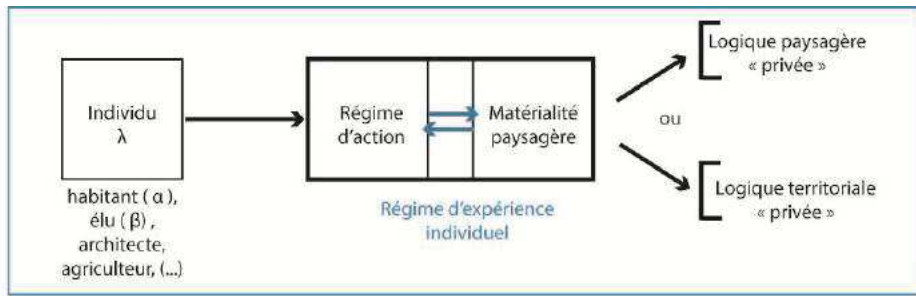 Individu
λ
habitant ( α ),
élu ( β ) ,
architecte,
agriculteur, (...)
Régime
d'action
Matérialité
paysagère
Régime d'expérience
individuel
Logique paysagère
« privée »
ou
Logique territoriale
« privée »